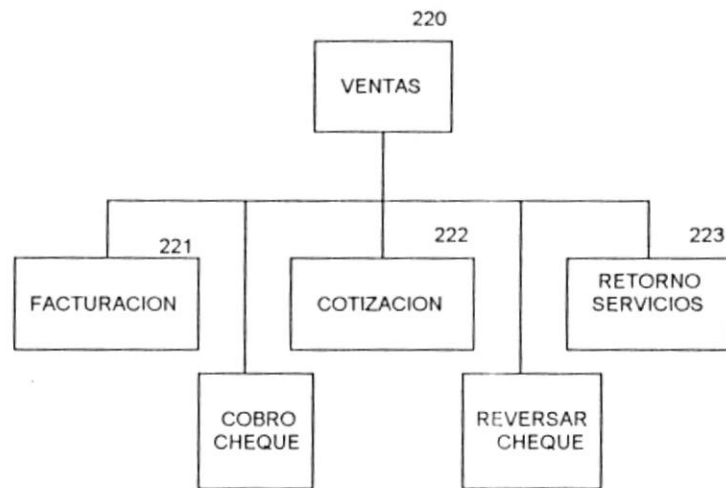 220
VENTAS
221
222
223
FACTURACION
COTIZACION
RETORNO
SERVICIOS
COBRO
CHEQUE
REVERSAR
CHEQUE